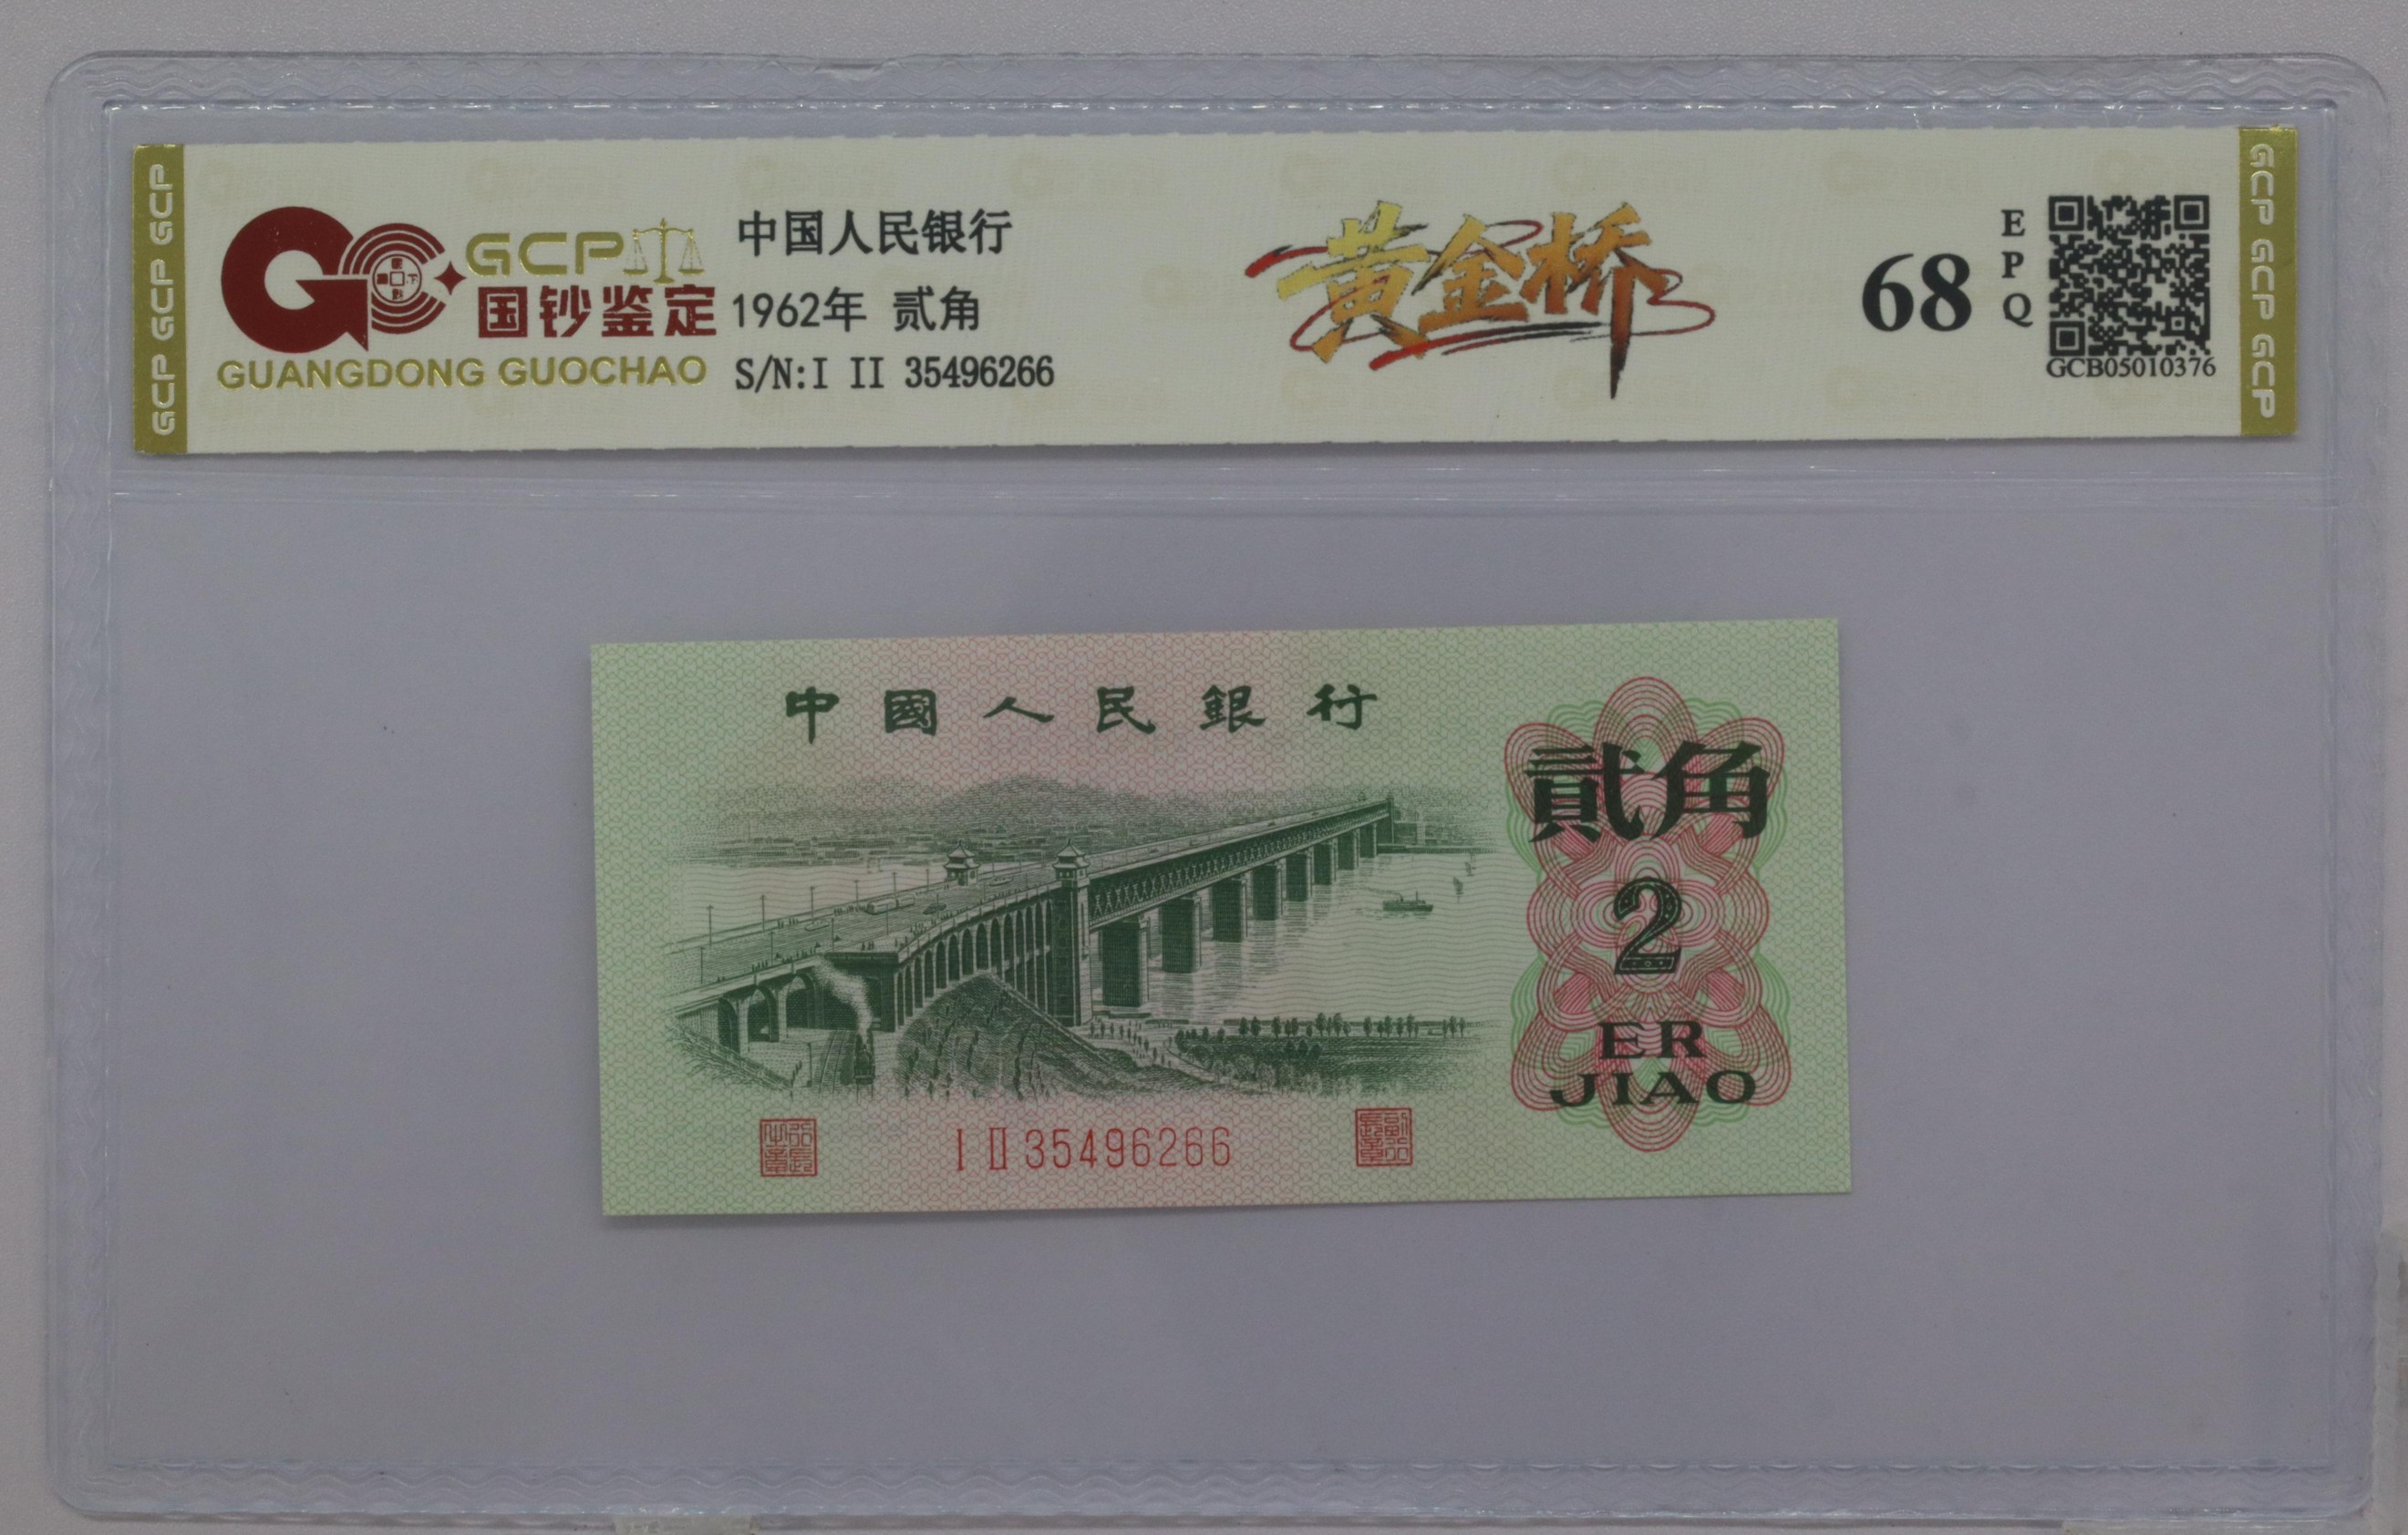 GCP GCP GCP
GCP
国钞鉴定
GUANGDONG GUOCHAO
中国人民银行
1962年 贰角
S/N:I II 35496266
黄金桥
68
EPQ
GCB05010376
GCP GCP GCP
中國人民銀行
貳角
2
ER
JIAO
I II 35496266